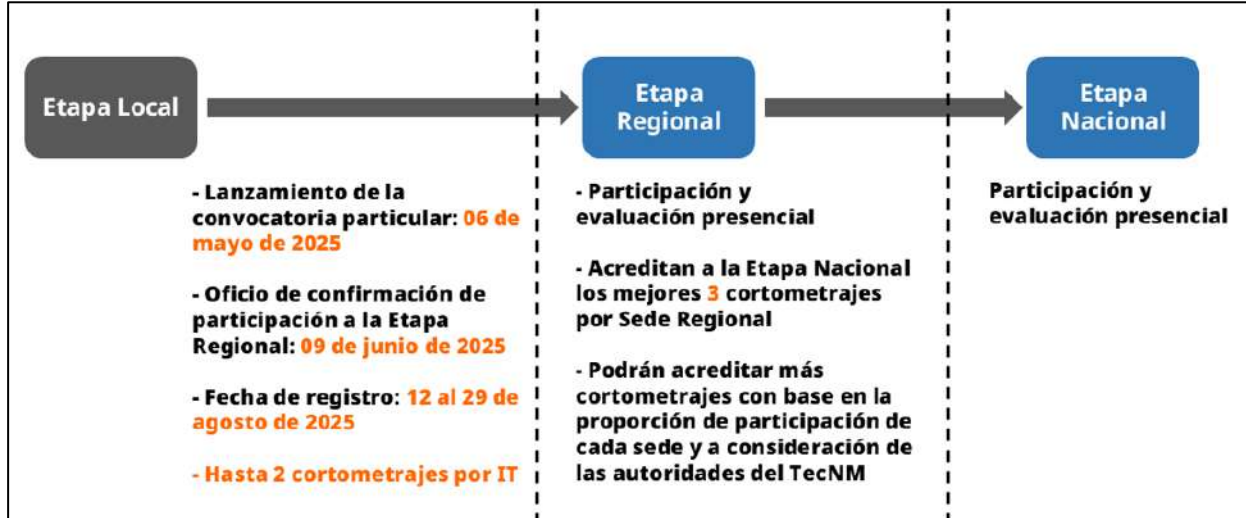 Etapa Local
Etapa
Regional
Etapa
Nacional
- Lanzamiento de la
convocatoria particular: 06 de
mayo de 2025
- Oficio de confirmación de
participación a la Etapa
Regional: 09 de junio de 2025
- Fecha de registro: 12 al 29 de
agosto de 2025
- Hasta 2 cortometrajes por IT
- Participación y
evaluación presencial
- Acreditan a la Etapa Nacional
los mejores 3 cortometrajes
por Sede Regional
- Podrán acreditar más
cortometrajes con base en la
proporción de participación de
cada sede y a consideración de
las autoridades del TecNM
Participación y
evaluación presencial